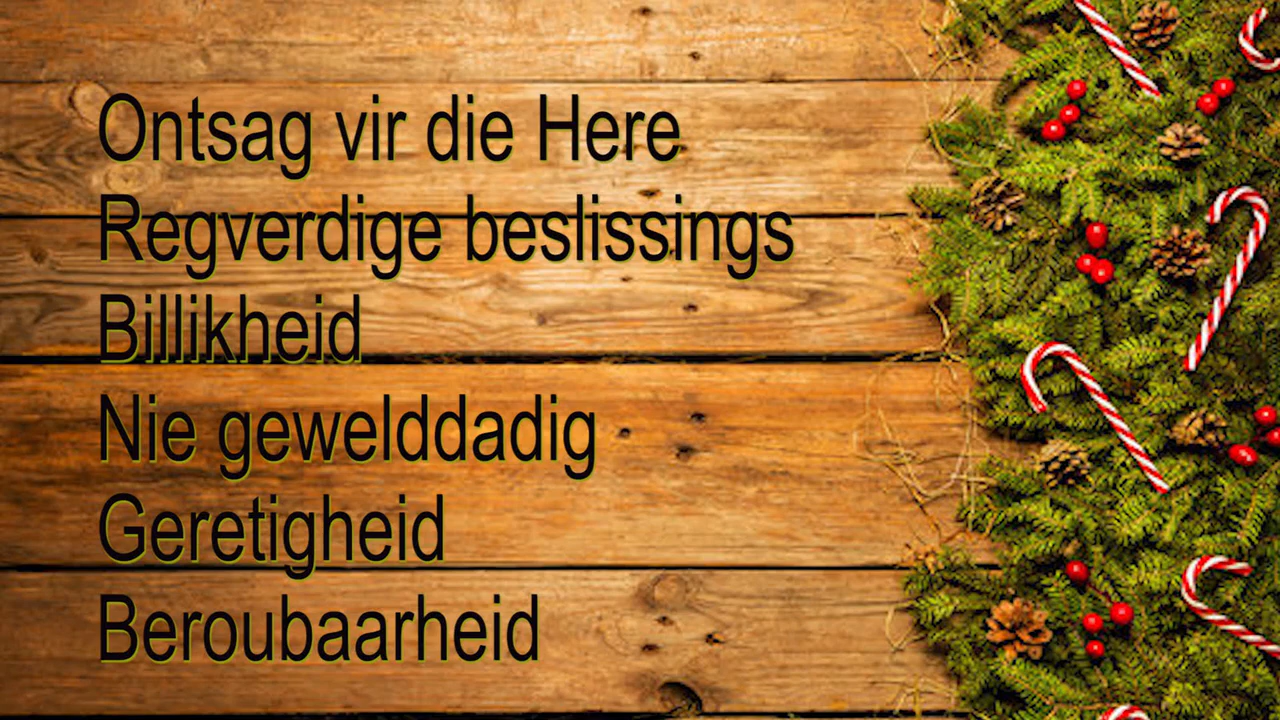 Ontsag vir die Here
Regverdige beslissings
Billikheid
Nie gewelddadig
Geretigheid
Beroubaarheid